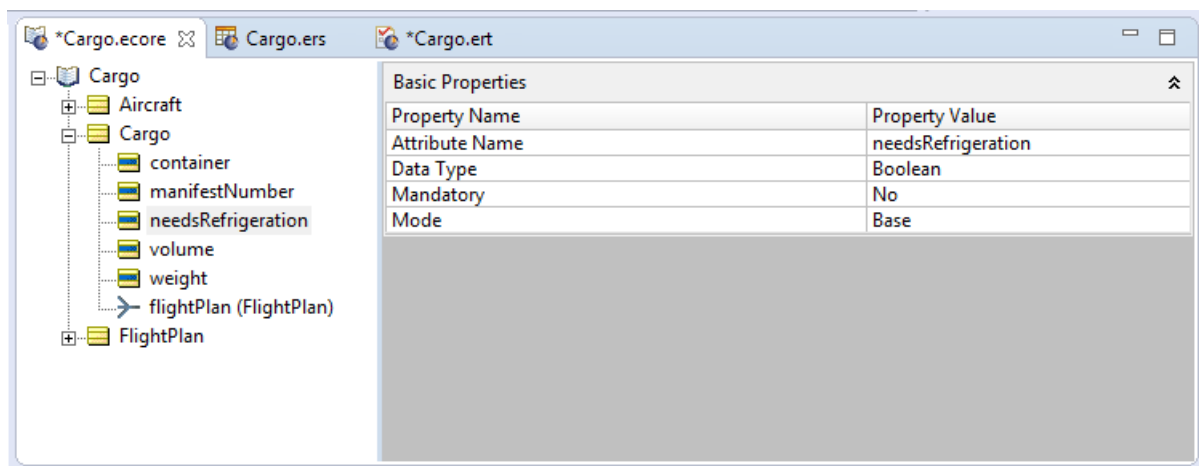 *Cargo.ecore Cargo.ers *Cargo.ert
Cargo
Aircraft
Cargo
container
manifestNumber
needsRefrigeration
volume
weight
flightPlan (FlightPlan)
FlightPlan
Basic Properties
Property Name Property Value
Attribute Name needsRefrigeration
Data Type Boolean
Mandatory No
Mode Base